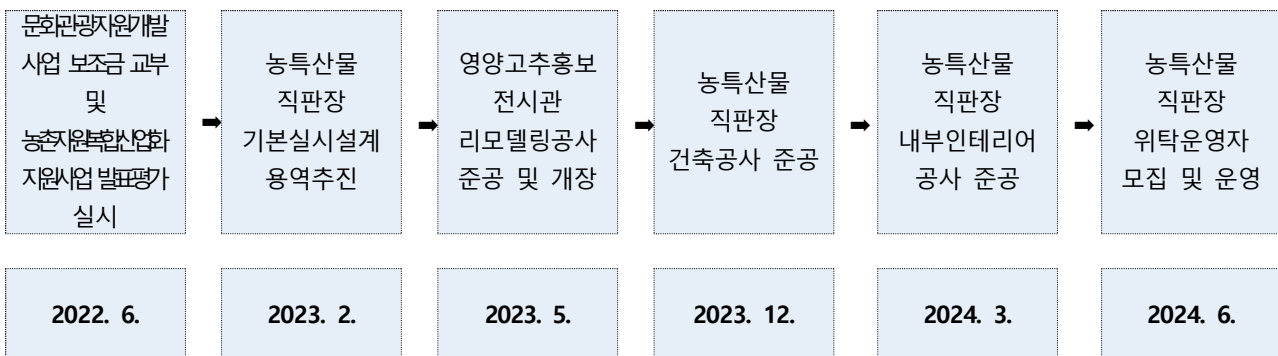 문화관광자원개발
사업 보조금 교부
및
농촌자원복합산업화
지원사업 발표평가
실시
➡
농특산물
직판장
기본실시설계
용역추진
➡
영양고추홍보
전시관
리모델링공사
준공 및 개장
➡
농특산물
직판장
건축공사 준공
➡
농특산물
직판장
내부인테리어
공사 준공
➡
농특산물
직판장
위탁운영자
모집 및 운영
2022. 6.
2023. 2.
2023. 5.
2023. 12.
2024. 3.
2024. 6.